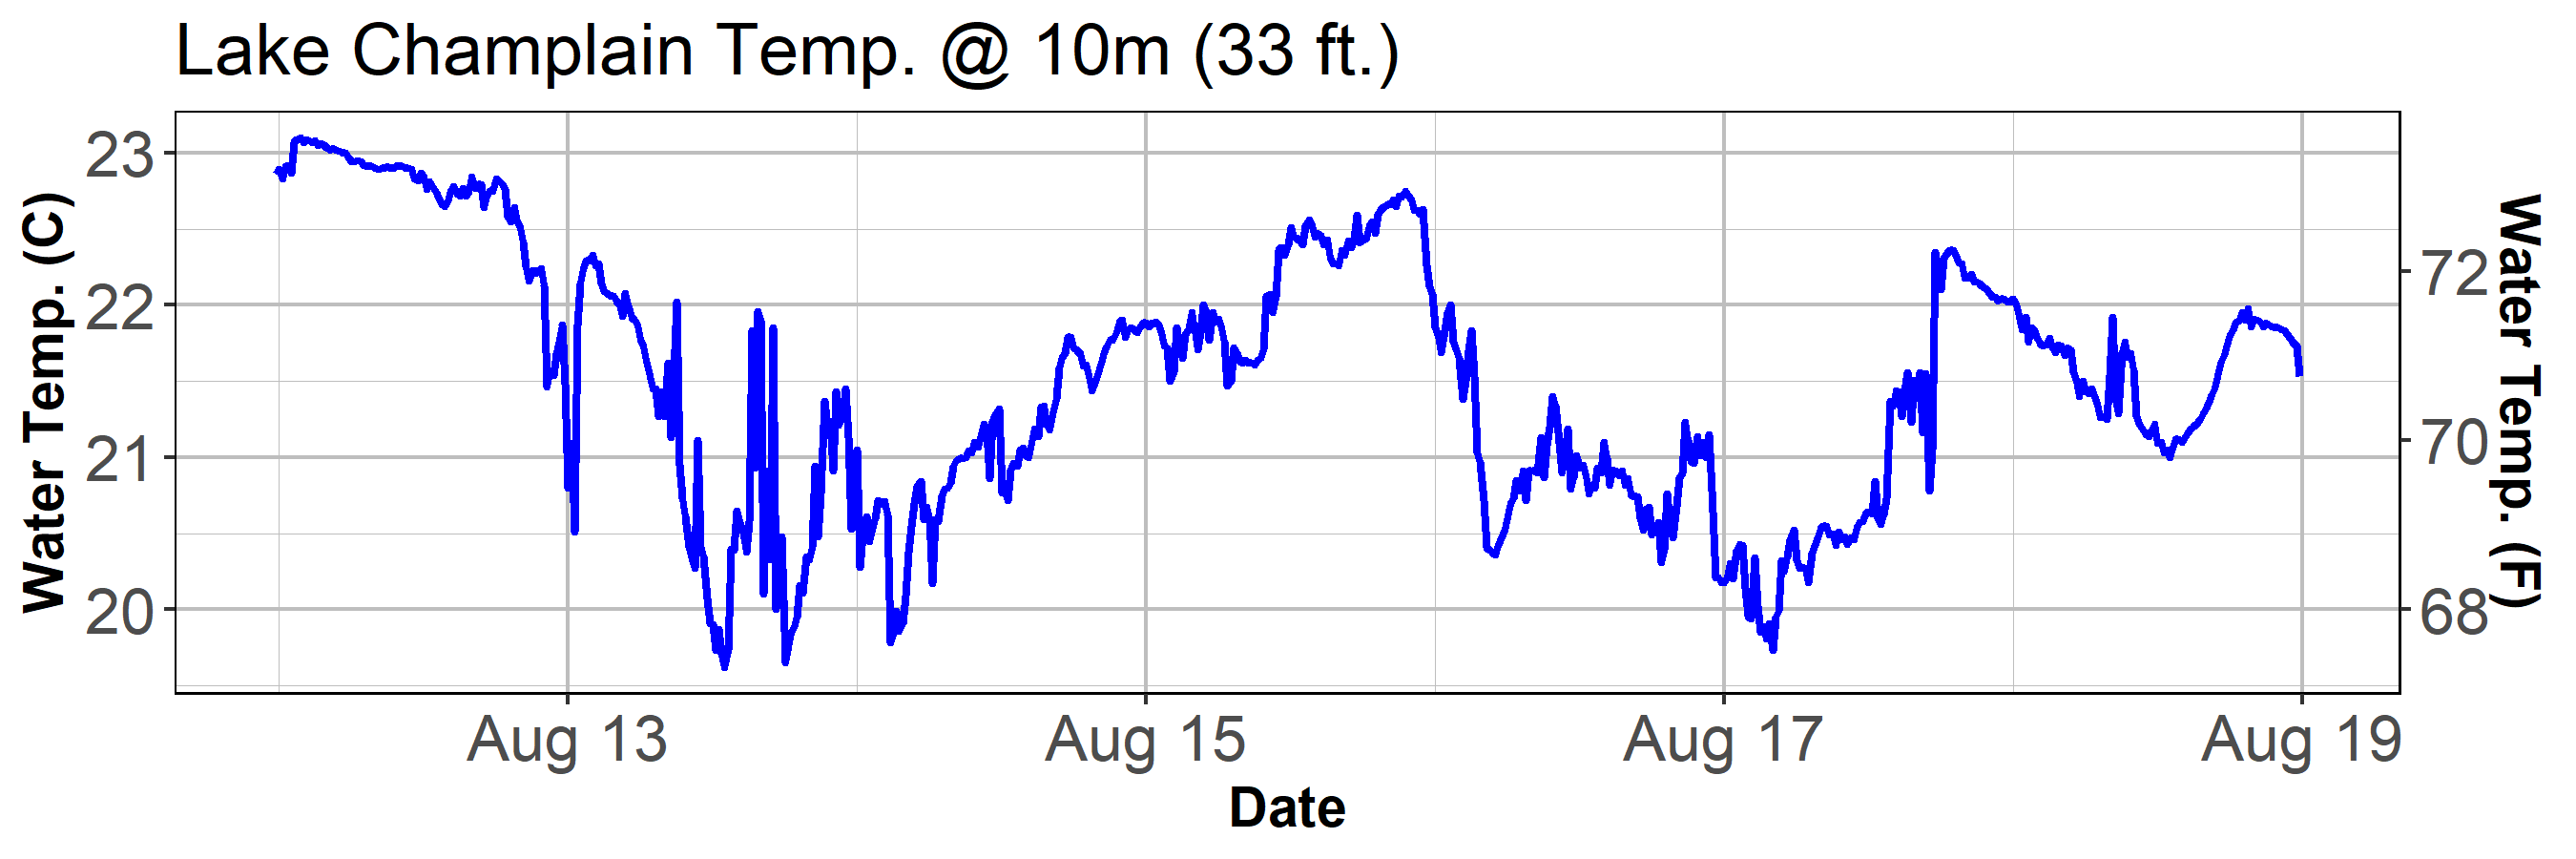 Lake Champlain Temp. @ 10m (33 ft.)
Water Temp. (C)
23
22
21
20
72
70
68
Water Temp. (F)
Aug 13 Aug 15 Aug 17 Aug 19
Date